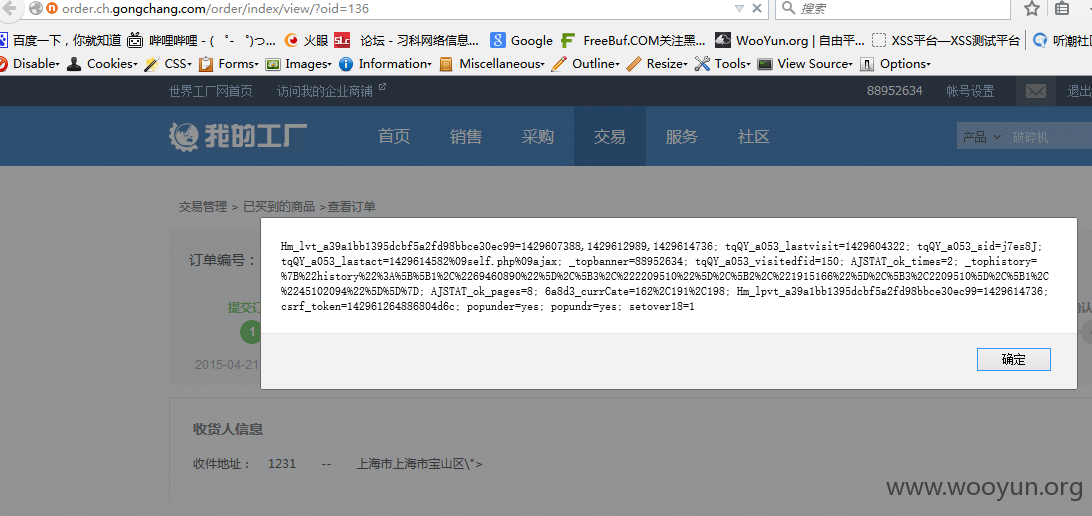 order.ch.gongchang.com/order/index/view/?oid=136
搜索
百度一下，你就知道 哔哩哔哩 - ( ゜- ゜)つ... 火眼 论坛 - 习科网络信息... Google FreeBuf.COM关注黑... WooYun.org | 自由平... XSS平台—XSS测试平台 听潮社
Disable Cookies CSS Forms Images Information Miscellaneous Outline Resize Tools View Source Options
世界工厂网首页 访问我的企业商铺 88952634 帐号设置 退出
我的工厂 首页 销售 采购 交易 服务 社区 产品 破碎机
交易管理 > 已买到的商品 >查看订单
订单编号：
Hm_lvt_a39a1bb1395dcbf5a2fd98bbce30ec99=1429607388,1429612989,1429614736; tqQY_a053_lastvisit=1429604322; tqQY_a053_sid=j7es8J;
tqQY_a053_lastact=1429614582%09self.php%09ajax; _topbanner=88952634; tqQY_a053_visitedfid=150; AJSTAT_ok_times=2; _tophistory=
%7B%22history%22%3A%5B%5B1%2C%2269460890%22%5D%2C%5B3%2C%222209510%22%5D%2C%5B2%2C%221915166%22%5D%2C%5B3%2C2209510%5D%2C%5B1%2C
%2245102094%22%5D%5D%7D; AJSTAT_ok_pages=8; 6a8d3_currCate=162%2C191%2C198; Hm_lpvt_a39a1bb1395dcbf5a2fd98bbce30ec99=1429614736;
csrf_token=142961264886804d6c; popunder=yes; popundr=yes; setover18=1
确定
提交订
1
2015-04-21
收货人信息
收件地址： 1231 -- 上海市上海市宝山区\">
www.wooyun.org